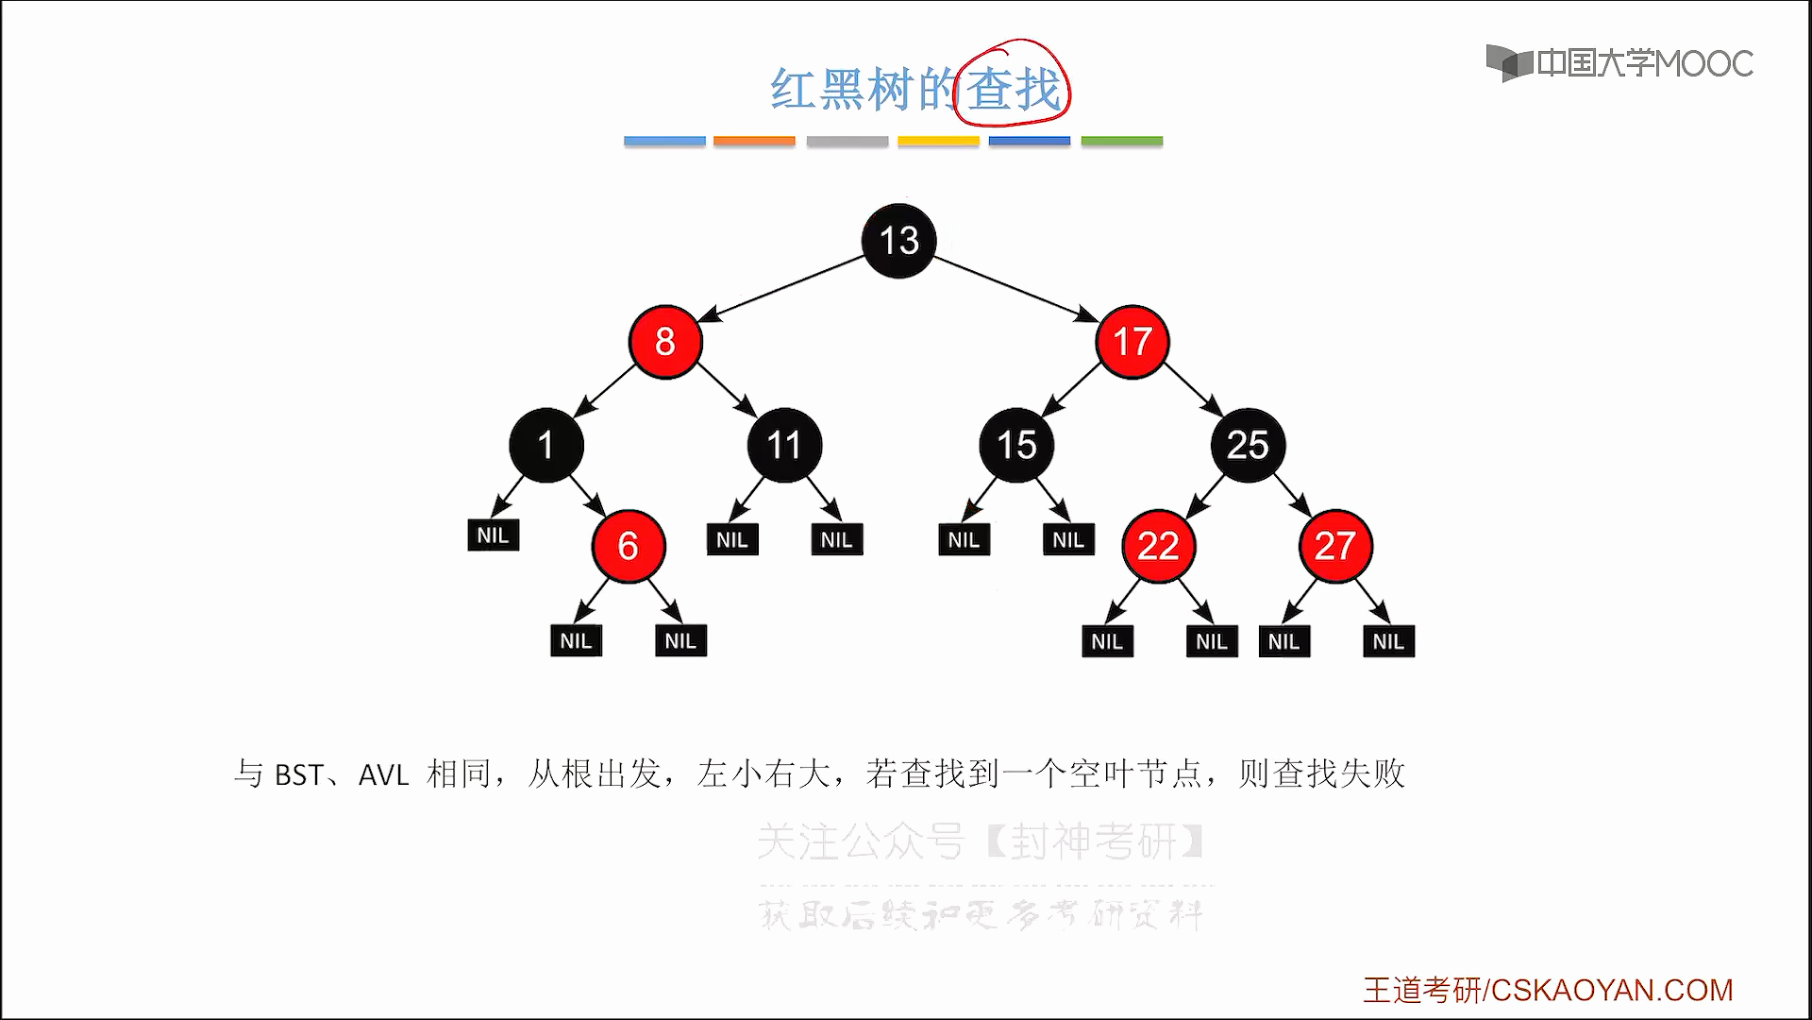 红黑树的查找
中国大学MOOC
13
8
17
1
11
15
25
NIL
6
NIL
NIL
NIL
NIL
22
27
NIL
NIL
NIL
NIL
NIL
NIL
与 BST、AVL 相同，从根出发，左小右大，若查找到一个空叶节点，则查找失败
关注公众号【封神考研】
获取后续和更多考研资料
王道考研/CSKAOYAN.COM